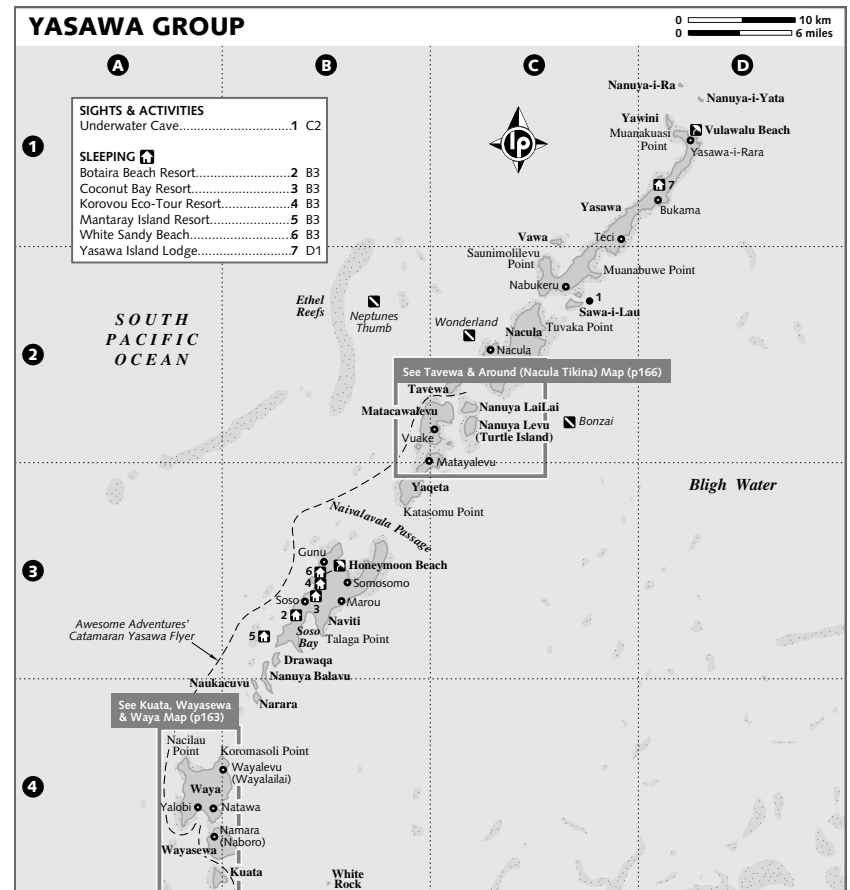 YASAWA GROUP
0 10 km
0 6 miles
A
B
C
D
1
2
3
4
SIGHTS & ACTIVITIES
Underwater Cave...............................1 C2
SLEEPING
Botaira Beach Resort..........................2 B3
Coconut Bay Resort............................3 B3
Korovou Eco-Tour Resort....................4 B3
Mantaray Island Resort.......................5 B3
White Sandy Beach.............................6 B3
Yasawa Island Lodge..........................7 D1
lp
Nanuya-i-Ra
Nanuya-i-Yata
Yawini
Muanakuasi
Point
Vulawalu Beach
Yasawa-i-Rara
7
Bukama
Yasawa
Teci
Vawa
Saunimolilevu
Point
Muanabuwe Point
Nabukeru
1
Sawa-i-Lau
Tuvaka Point
Ethel
Reefs
Neptunes
Thumb
SOUTH
PACIFIC
OCEAN
Wonderland
Nacula
Nacula
See Tavewa & Around (Nacula Tikina) Map (p166)
Tavewa
Matacawalevu
Nanuya LaiLai
Nanuya Levu
(Turtle Island)
Bonzai
Vuake
Matayalevu
Yaqeta
Katasomu Point
Bligh Water
Naivalavala Passage
Gunu
Honeymoon Beach
6
4
Somosomo
Soso
3
Marou
2
Naviti
Soso
Bay
Talaga Point
5
Awesome Adventures'
Catamaran Yasawa Flyer
Drawaqa
Nanuya Balavu
Naukacuvu
Narara
See Kuata, Wayasewa
& Waya Map (p163)
Nacilau
Point
Koromasoli Point
Wayalevu
(Wayalailai)
Waya
Yalobi
Natawa
Namara
(Naboro)
Wayasewa
Kuata
White
Rock